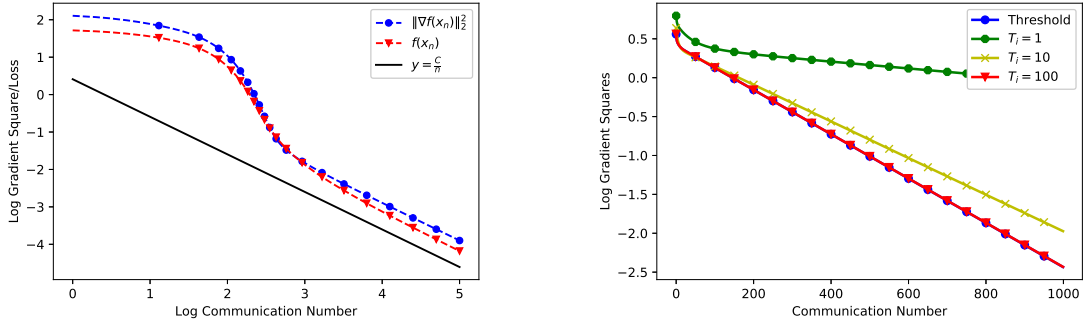 2
1
0
−1
−2
−3
−4
0
1
2
3
4
5
Log Gradient Square/Loss
Log Communication Number
‖∇f(xₙ)‖₂²
f(xₙ)
y = C/n
0.5
0.0
−0.5
−1.0
−1.5
−2.0
−2.5
0
200
400
600
800
1000
Log Gradient Squares
Communication Number
Threshold
Tᵢ = 1
Tᵢ = 10
Tᵢ = 100